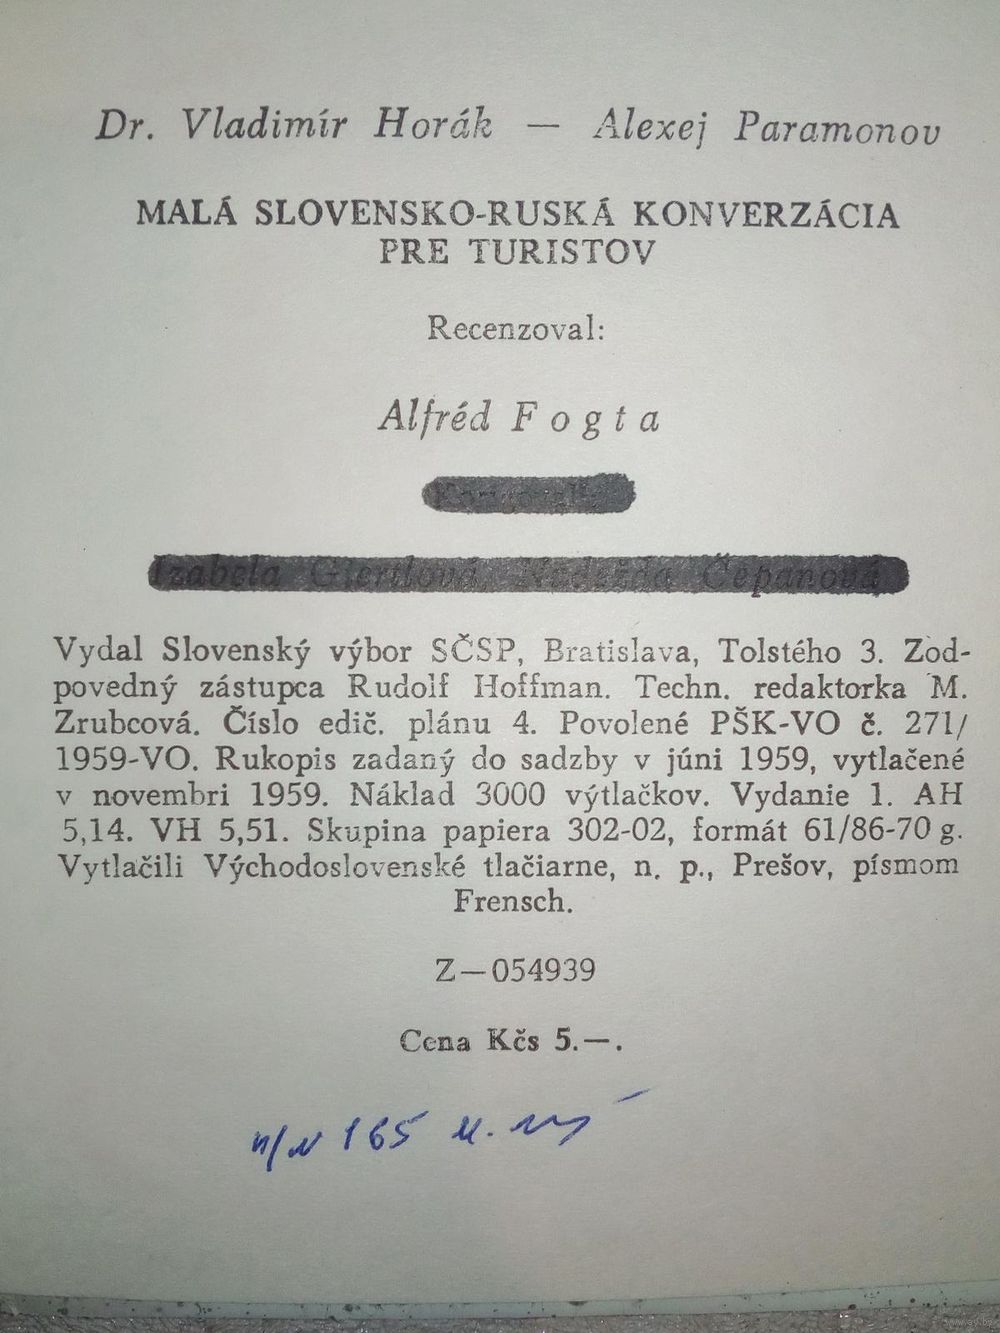 Dr. Vladimír Horák — Alexej Paramonov
MALÁ SLOVENSKO-RUSKÁ KONVERZÁCIA
PRE TURISTOV
Recenzoval:
Alfréd Fogta
Izabela Nadežda Čepanová
Vydal Slovenský výbor SČSP, Bratislava, Tolstého 3. Zod-
povedný zástupca Rudolf Hoffman. Techn. redaktorka M.
Zrubcová. Číslo edič. plánu 4. Povolené PŠK-VO č. 271/
1959-VO. Rukopis zadaný do sadzby v júni 1959, vytlačené
v novembri 1959. Náklad 3000 výtlačkov. Vydanie 1. AH
5,14. VH 5,51. Skupina papiera 302-02, formát 61/86-70 g.
Vytlačili Východoslovenské tlačiarne, n. p., Prešov, písmom
Frensch.
Z—054939
Cena Kčs 5.—.
165